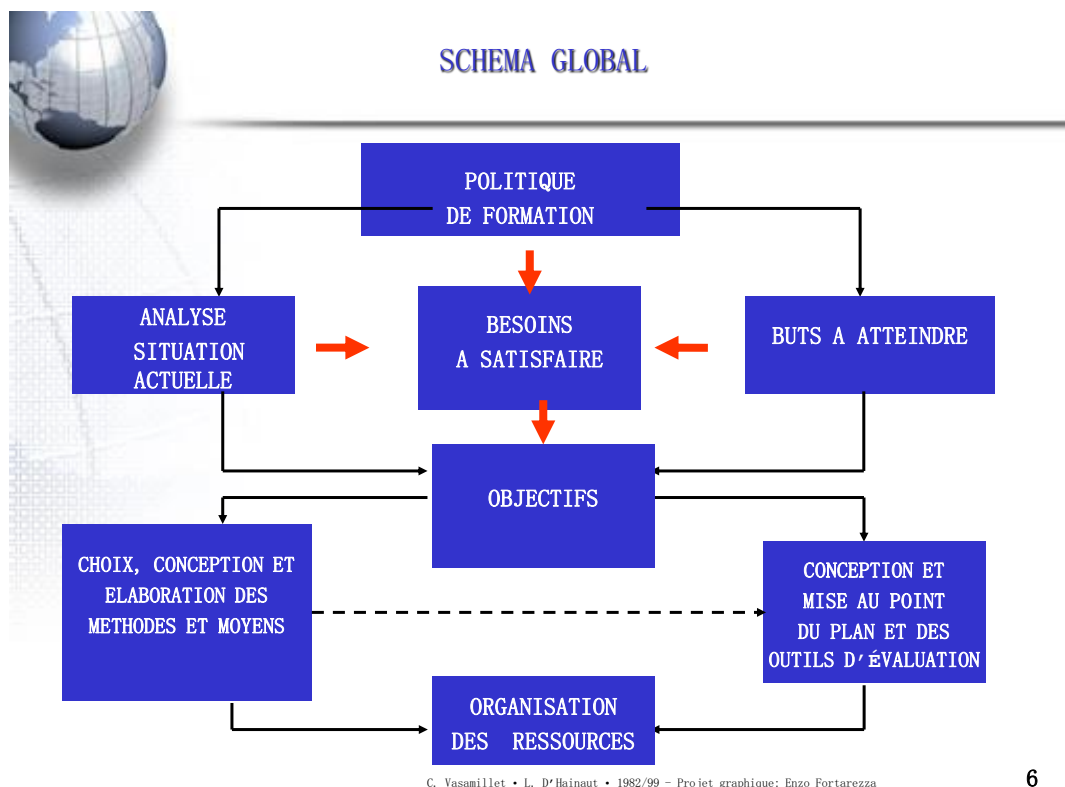 SCHEMA GLOBAL
POLITIQUE
DE FORMATION
ANALYSE
SITUATION
ACTUELLE
BESOINS
A SATISFAIRE
BUTS A ATTEINDRE
OBJECTIFS
CHOIX, CONCEPTION ET
ELABORATION DES
METHODES ET MOYENS
CONCEPTION ET
MISE AU POINT
DU PLAN ET DES
OUTILS D'ÉVALUATION
ORGANISATION
DES RESSOURCES
C. Vasamillet • L. D'Hainaut • 1982/99 - Projet graphique: Enzo Fortarezza
6